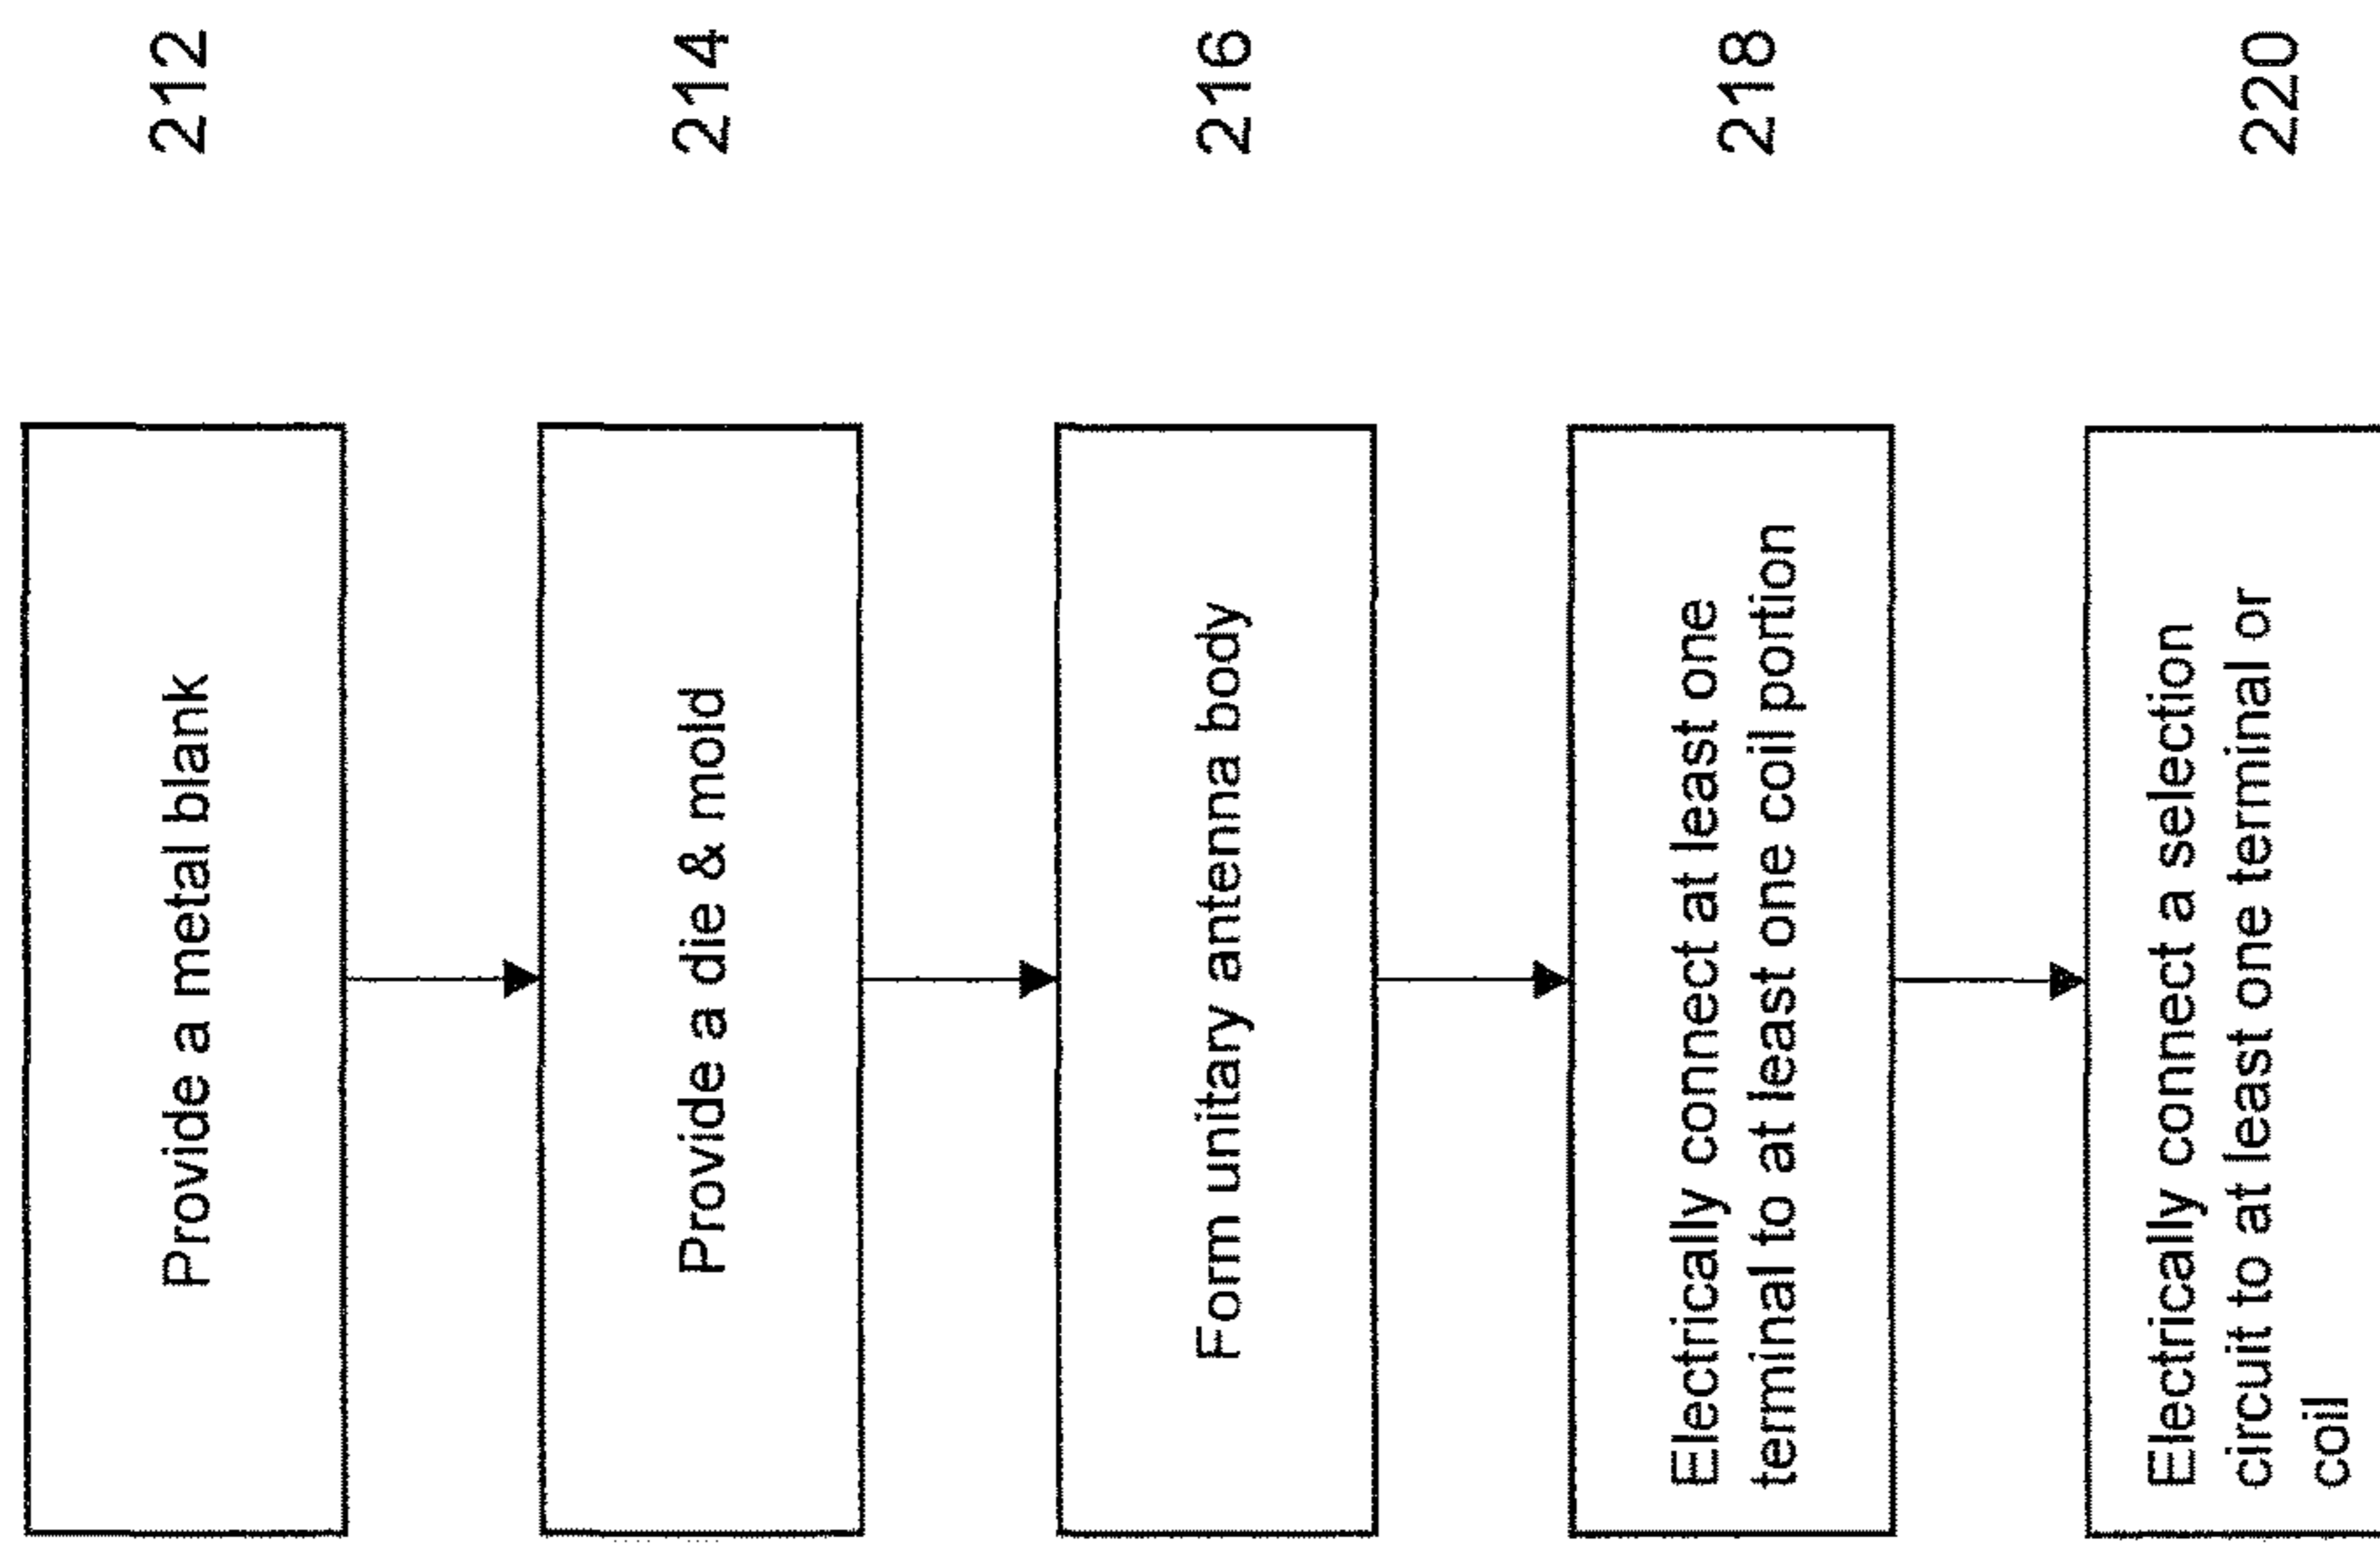 Provide a metal blank
212
Provide a die & mold
214
Form unitary antenna body
216
Electrically connect at least one
terminal to at least one coil portion
218
Electrically connect a selection
circuit to at least one terminal or
coil
220